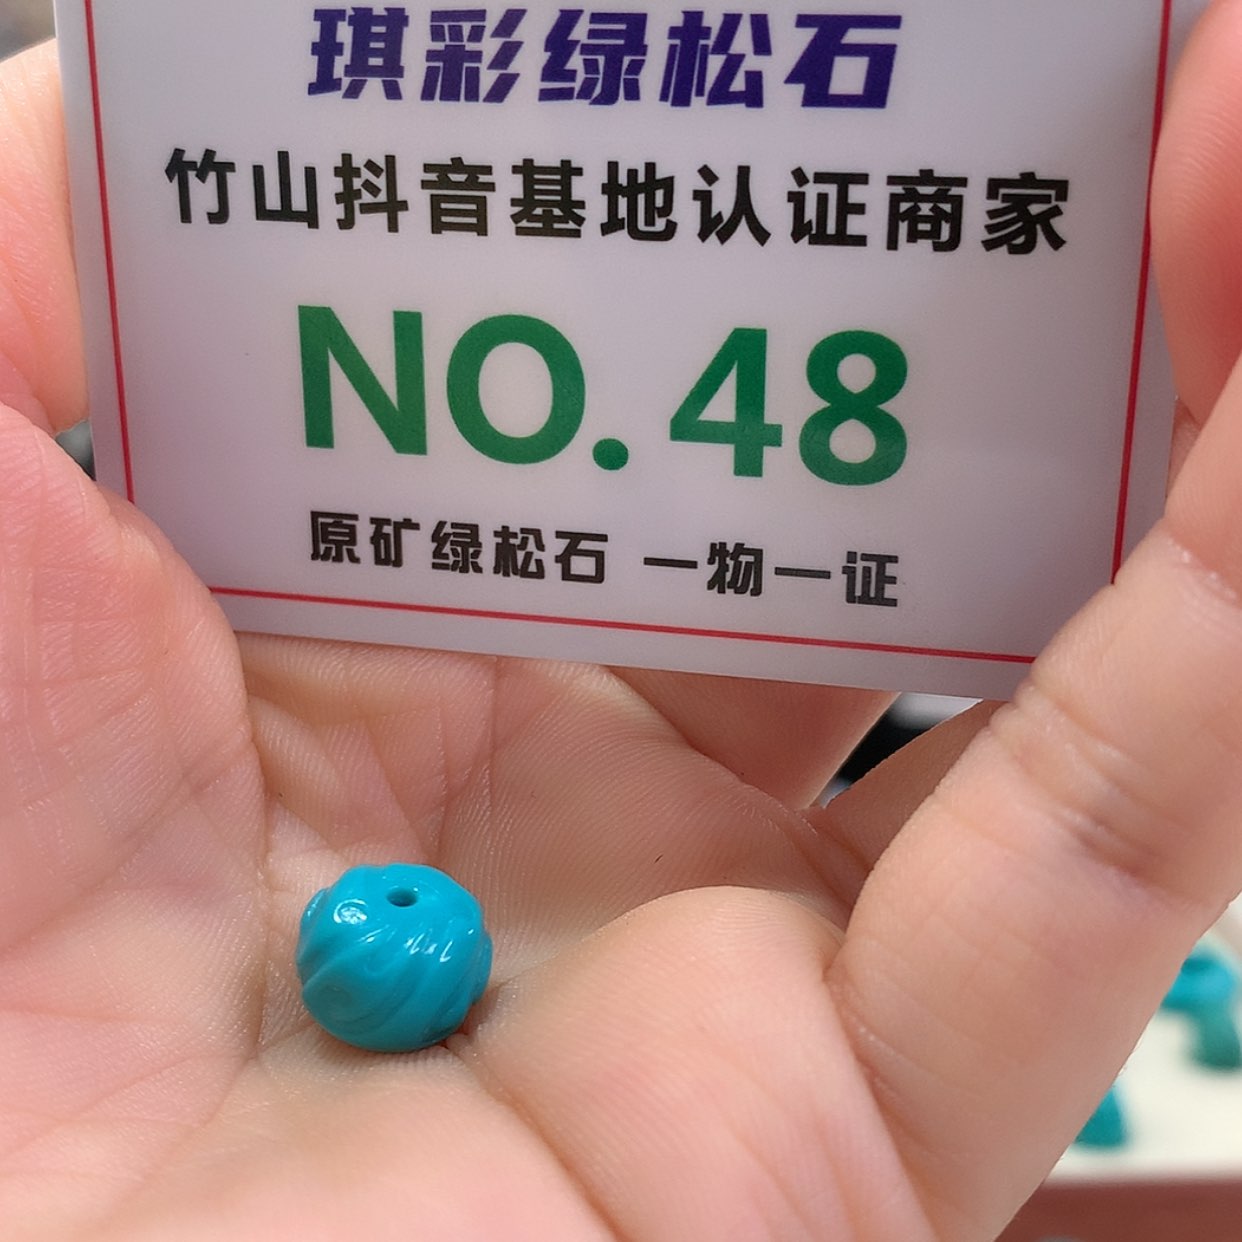 琪彩绿松石
竹山抖音基地认证商家
NO.48
原矿绿松石 一物一证